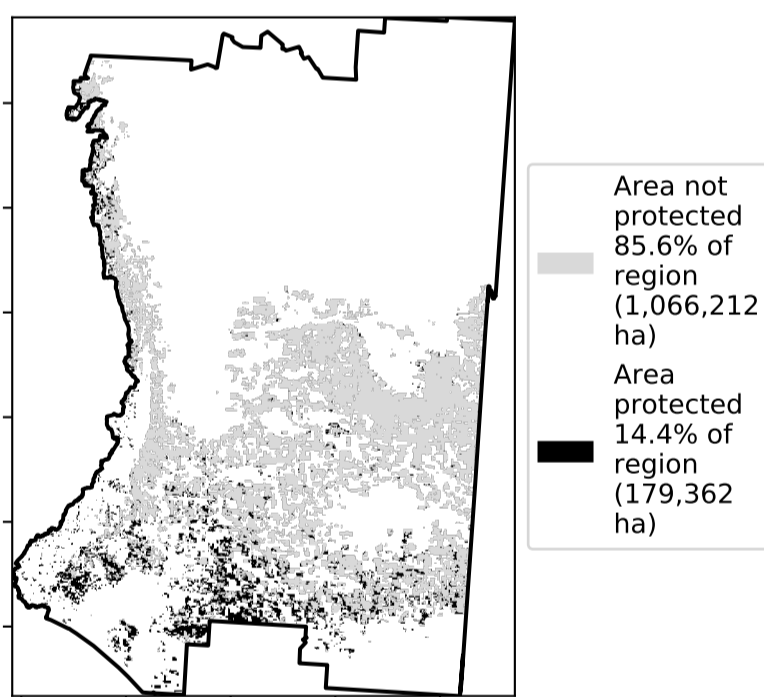 Area not
protected
85.6% of
region
(1,066,212
ha)
Area
protected
14.4% of
region
(179,362
ha)